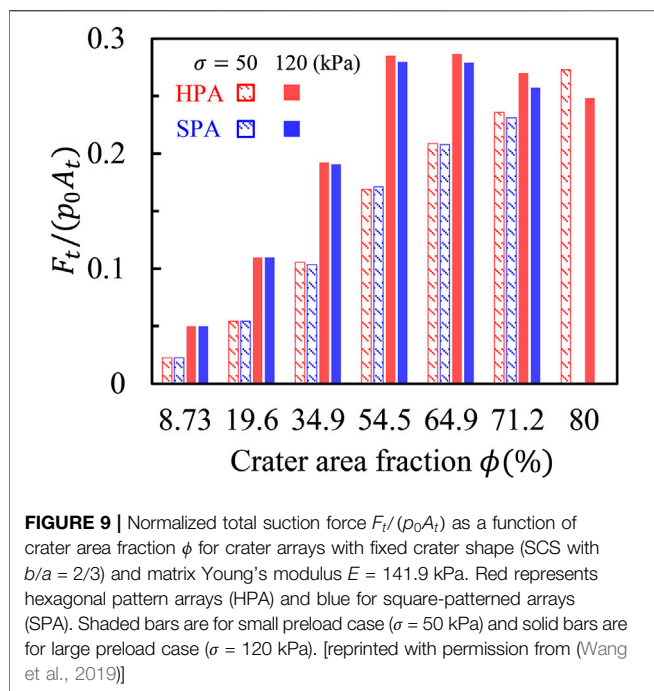 0.3
0.2
0.1
0
F_t/(p_0A_t)
σ = 50 120 (kPa)
HPA
SPA
8.73 19.6 34.9 54.5 64.9 71.2 80
Crater area fraction ϕ(%)
FIGURE 9 | Normalized total suction force F_t/(p_0A_t) as a function of
crater area fraction ϕ for crater arrays with fixed crater shape (SCS with
b/a = 2/3) and matrix Young's modulus E = 141.9 kPa. Red represents
hexagonal pattern arrays (HPA) and blue for square-patterned arrays
(SPA). Shaded bars are for small preload case (σ = 50 kPa) and solid bars are
for large preload case (σ = 120 kPa). [reprinted with permission from (Wang
et al., 2019)]